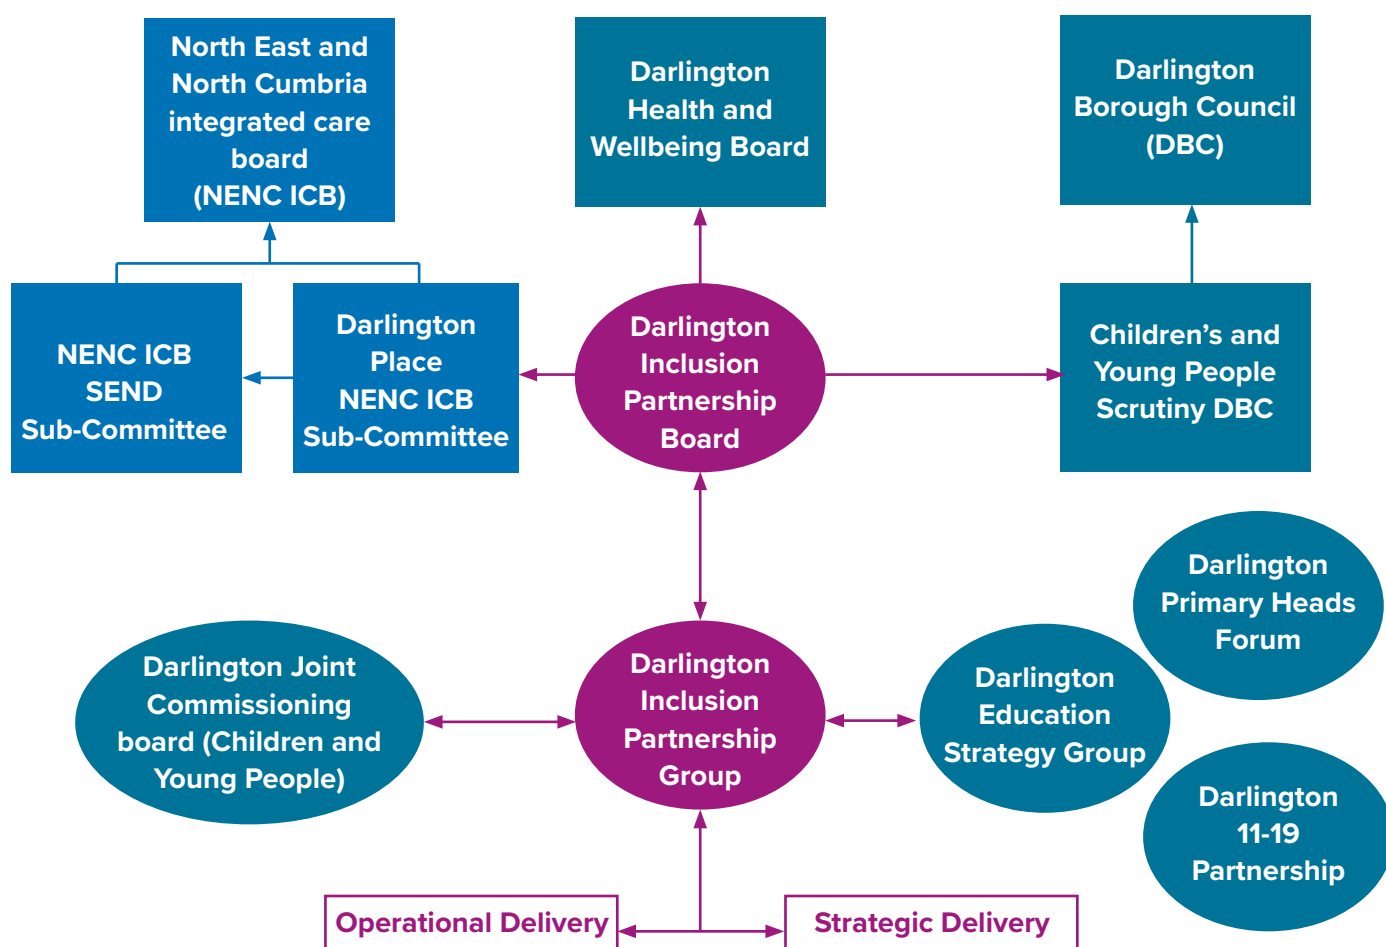 North East and
North Cumbria
integrated care
board
(NENC ICB)
Darlington
Health and
Wellbeing Board
Darlington
Borough Council
(DBC)
NENC ICB
SEND
Sub-Committee
Darlington
Place
NENC ICB
Sub-Committee
Darlington
Inclusion
Partnership
Board
Children’s and
Young People
Scrutiny DBC
Darlington
Primary Heads
Forum
Darlington Joint
Commissioning
board (Children and
Young People)
Darlington
Inclusion
Partnership
Group
Darlington
Education
Strategy Group
Darlington
11-19
Partnership
Operational Delivery
Strategic Delivery